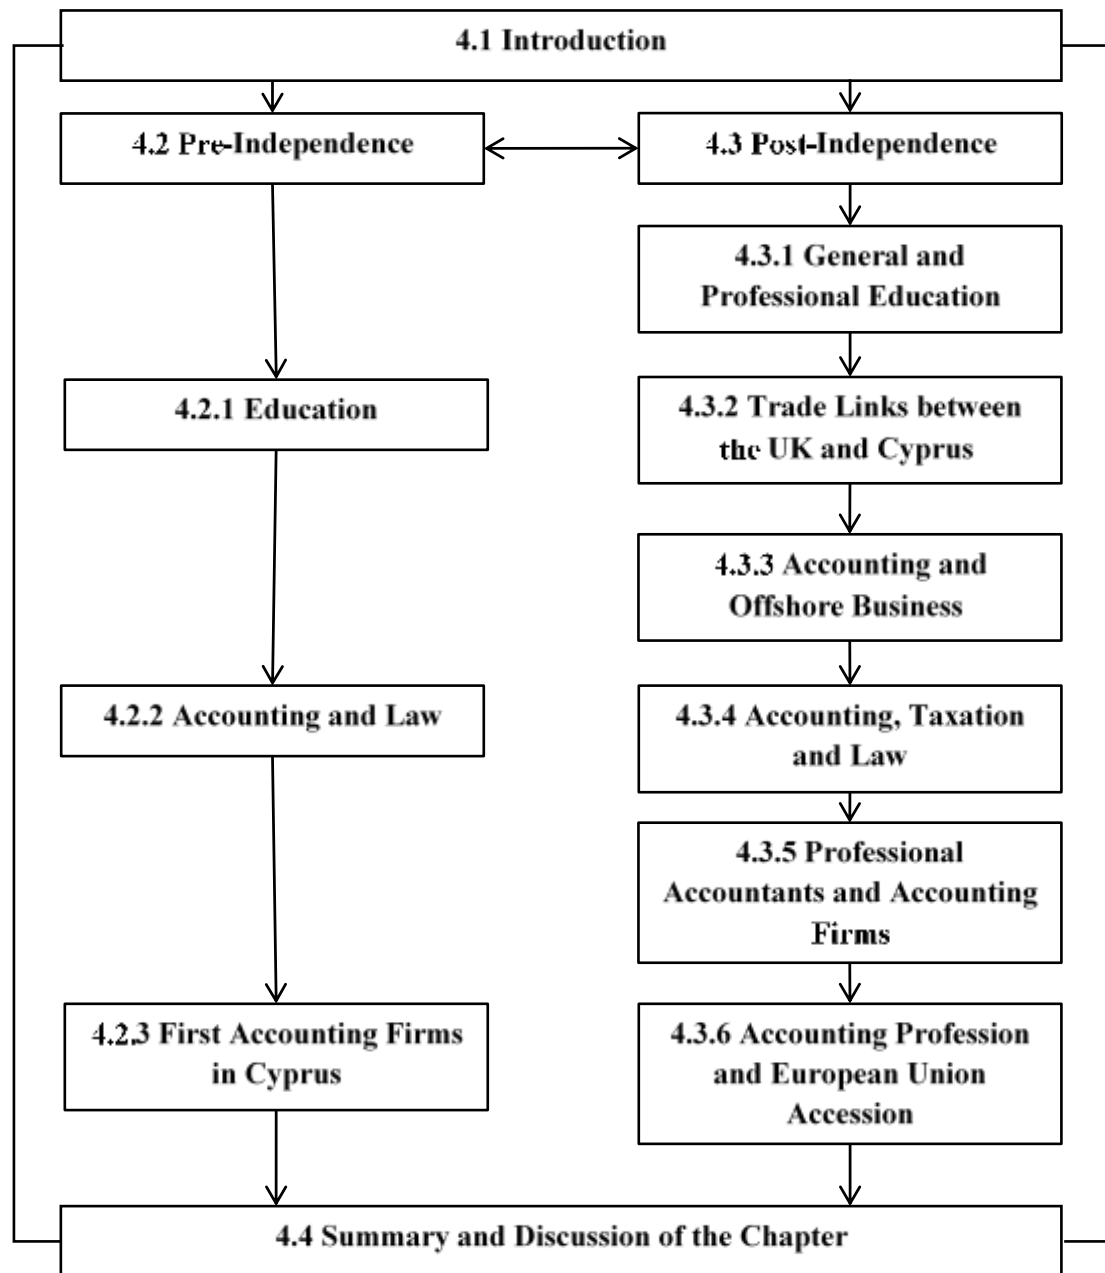 4.1 Introduction
4.2 Pre-Independence
4.3 Post-Independence
4.3.1 General and
Professional Education
4.2.1 Education
4.3.2 Trade Links between
the UK and Cyprus
4.3.3 Accounting and
Offshore Business
4.2.2 Accounting and Law
4.3.4 Accounting, Taxation
and Law
4.3.5 Professional
Accountants and Accounting
Firms
4.2.3 First Accounting Firms
in Cyprus
4.3.6 Accounting Profession
and European Union
Accession
4.4 Summary and Discussion of the Chapter